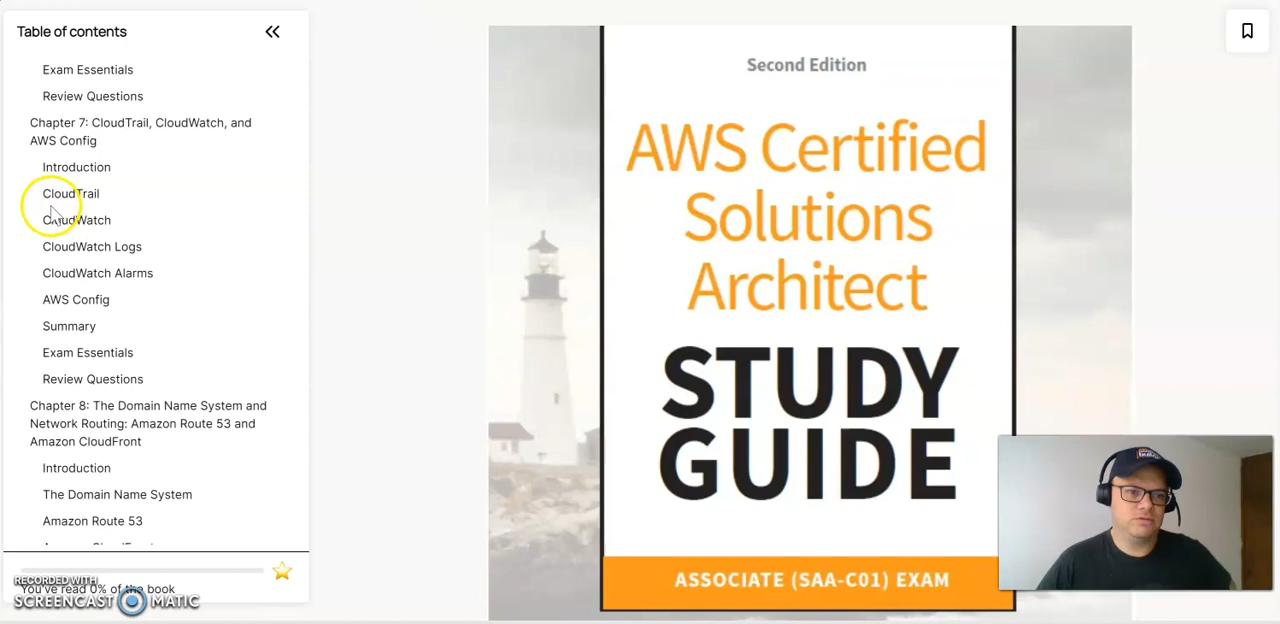 Table of contents
Exam Essentials
Review Questions
Chapter 7: CloudTrail, CloudWatch, and
AWS Config
Introduction
CloudTrail
CloudWatch
CloudWatch Logs
CloudWatch Alarms
AWS Config
Summary
Exam Essentials
Review Questions
Chapter 8: The Domain Name System and
Network Routing: Amazon Route 53 and
Amazon CloudFront
Introduction
The Domain Name System
Amazon Route 53
You've read 0% of the book
RECORDED WITH
SCREENCAST MATIC
Second Edition
AWS Certified
Solutions
Architect
STUDY
GUIDE
ASSOCIATE (SAA-C01) EXAM